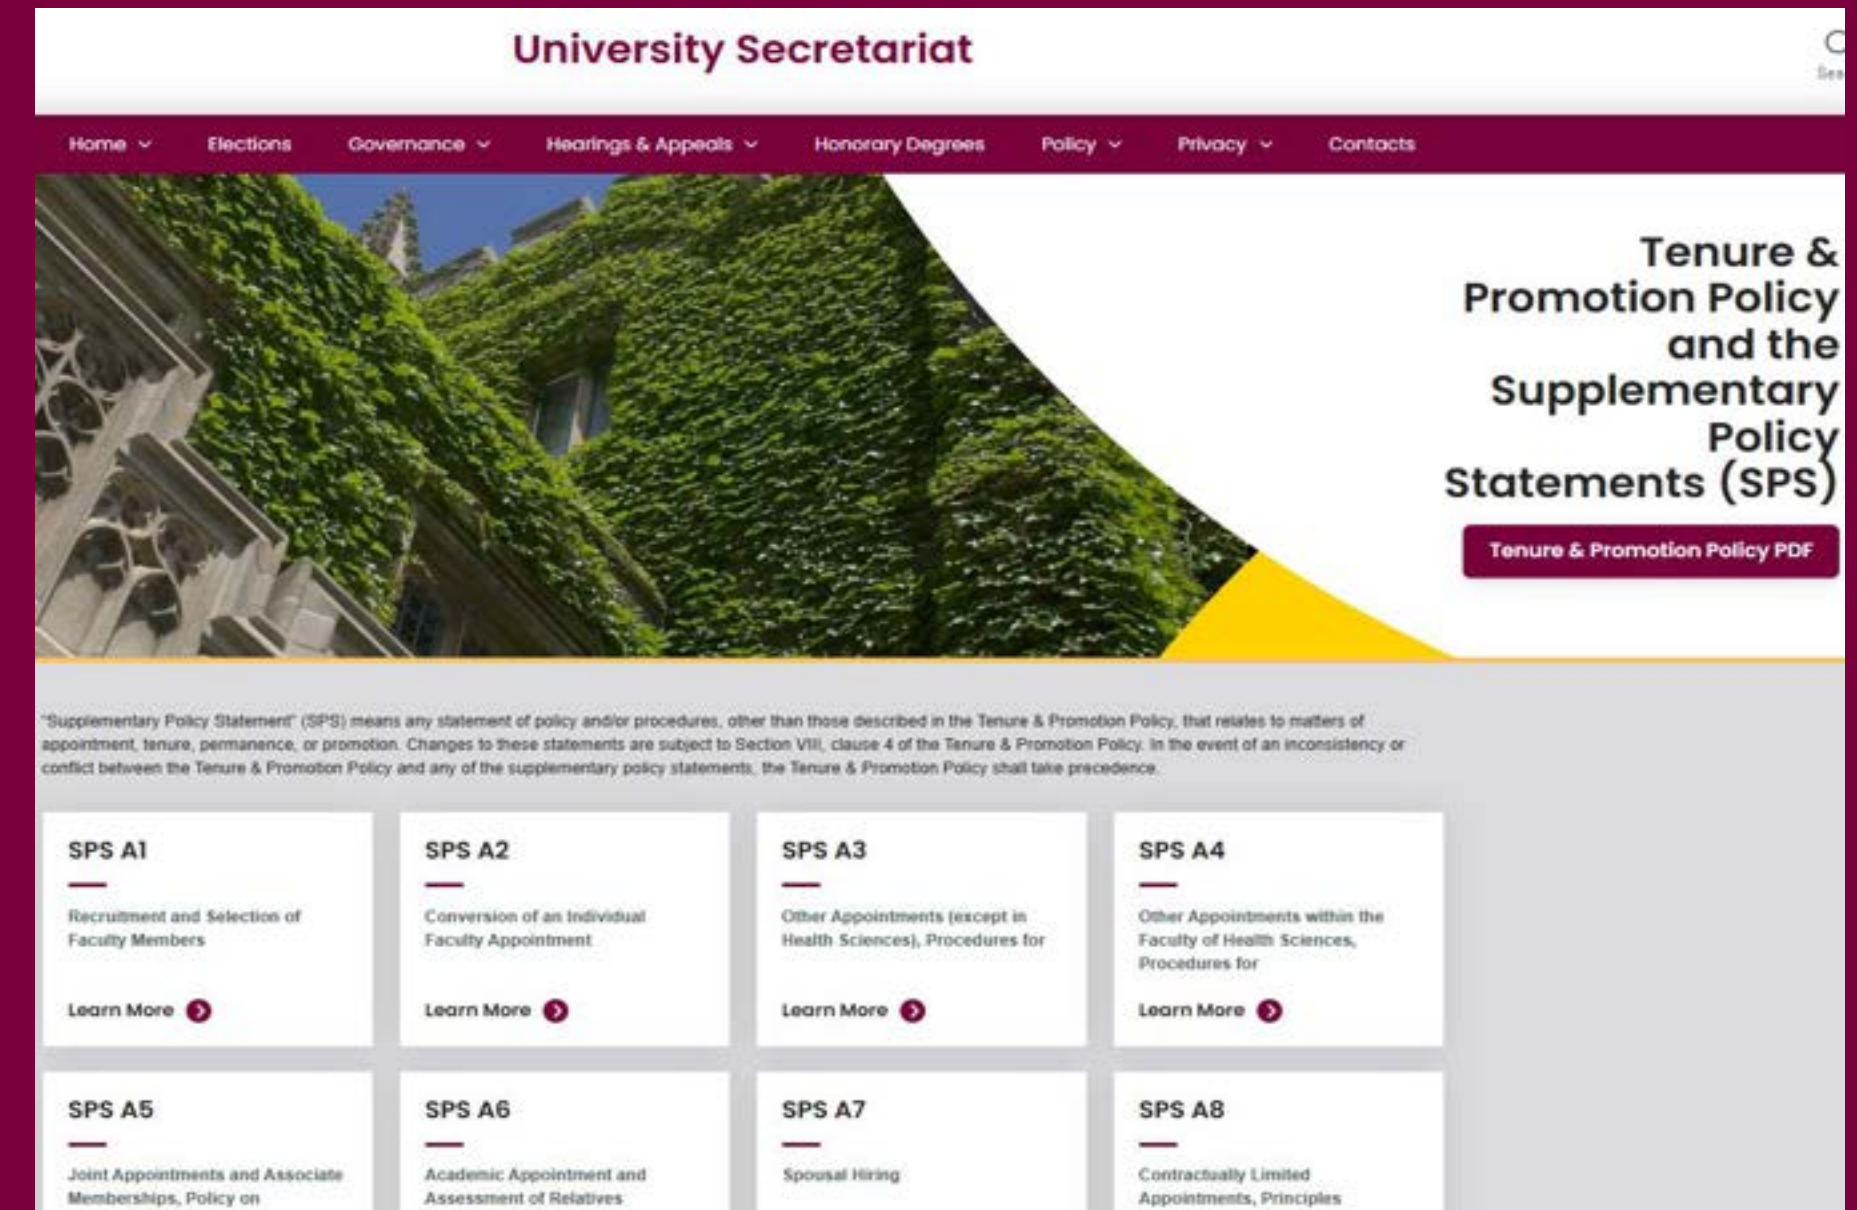 University Secretariat
Sea
Home
Elections
Governance
Hearings & Appeals
Honorary Degrees
Policy
Privacy
Contacts
Tenure &
Promotion Policy
and the
Supplementary
Policy
Statements (SPS)
Tenure & Promotion Policy PDF
"Supplementary Policy Statement" (SPS) means any statement of policy and/or procedures, other than those described in the Tenure & Promotion Policy, that relates to matters of
appointment, tenure, permanence, or promotion. Changes to these statements are subject to Section VIII, clause 4 of the Tenure & Promotion Policy. In the event of an inconsistency or
conflict between the Tenure & Promotion Policy and any of the supplementary policy statements, the Tenure & Promotion Policy shall take precedence.
SPS A1
Recruitment and Selection of
Faculty Members
Learn More
SPS A2
Conversion of an Individual
Faculty Appointment
Learn More
SPS A3
Other Appointments (except in
Health Sciences), Procedures for
Learn More
SPS A4
Other Appointments within the
Faculty of Health Sciences,
Procedures for
Learn More
SPS A5
Joint Appointments and Associate
Memberships, Policy on
SPS A6
Academic Appointment and
Assessment of Relatives
SPS A7
Spousal Hiring
SPS A8
Contractually Limited
Appointments, Principles